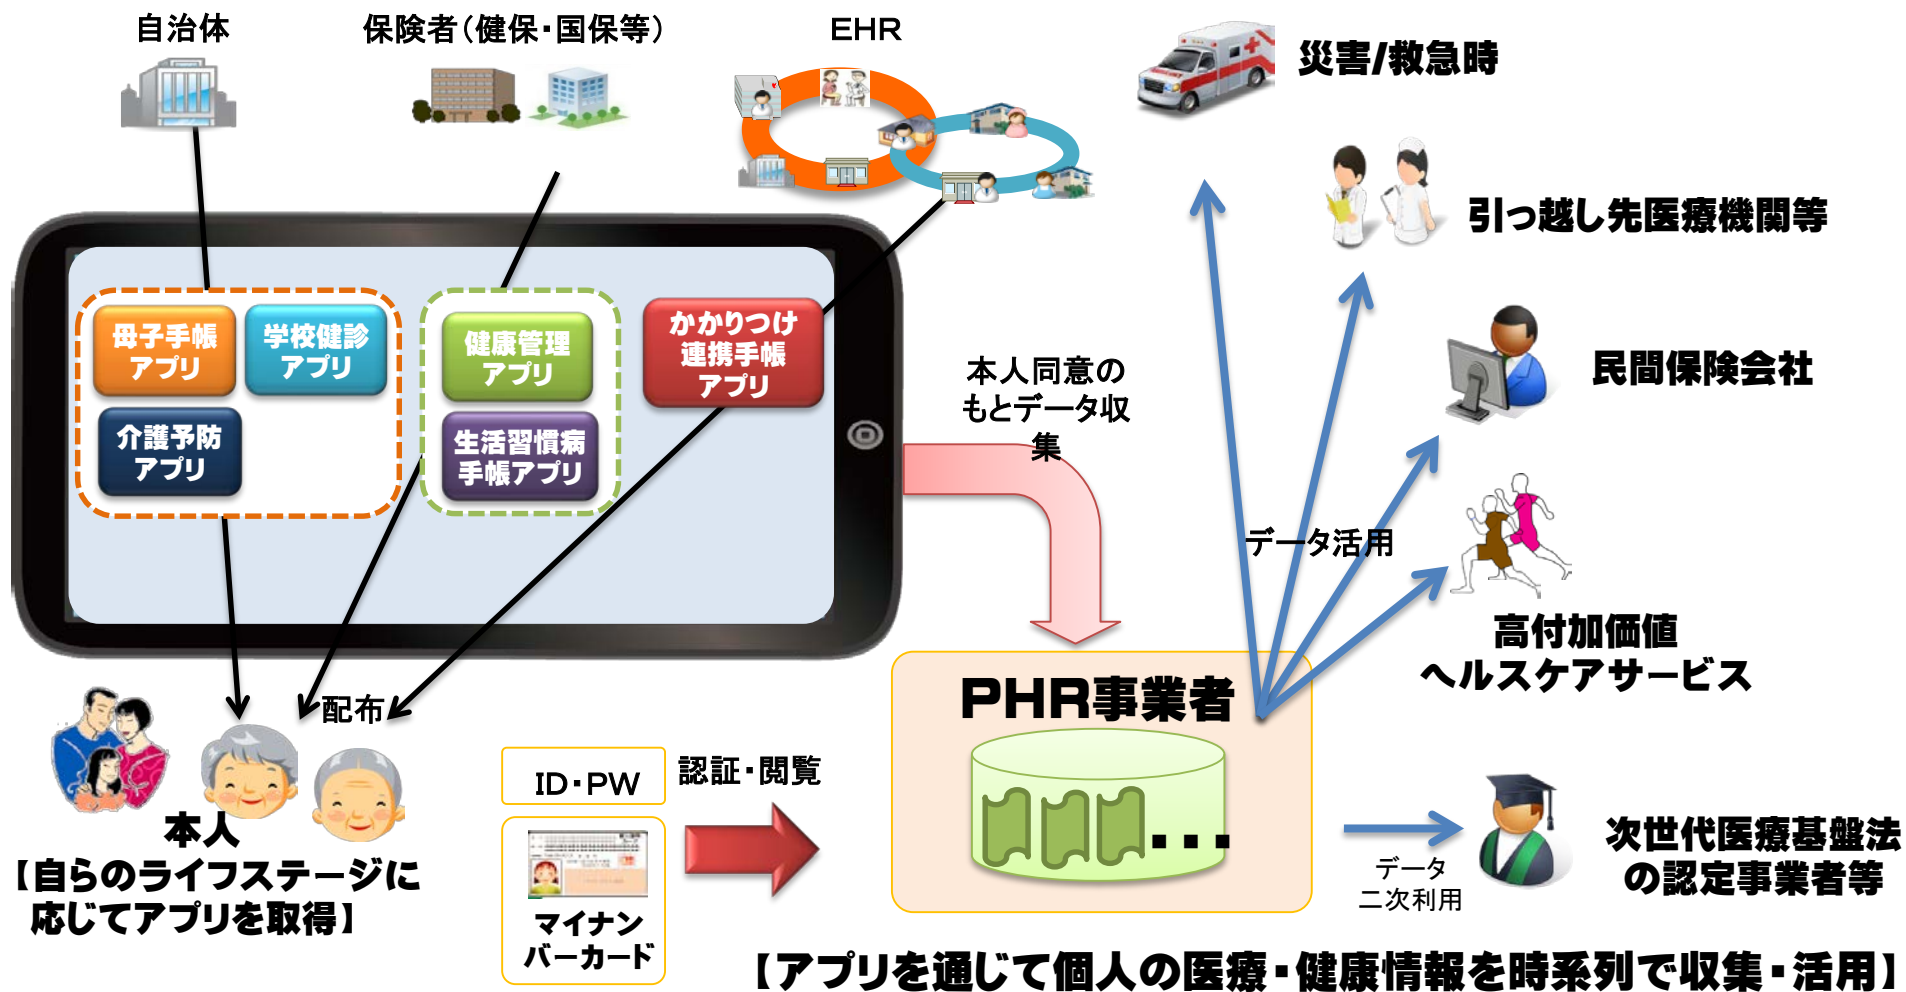 自治体
保険者（健保・国保等）
EHR
災害/救急時
引っ越し先医療機関等
母子手帳
アプリ
学校健診
アプリ
介護予防
アプリ
健康管理
アプリ
生活習慣病
手帳アプリ
かかりつけ
連携手帳
アプリ
本人同意の
もとデータ収
集
民間保険会社
データ活用
高付加価値
ヘルスケアサービス
配布
本人
【自らのライフステージに
応じてアプリを取得】
ID・PW
マイナン
バーカード
認証・閲覧
PHR事業者
・・・
データ
二次利用
次世代医療基盤法
の認定事業者等
【アプリを通じて個人の医療・健康情報を時系列で収集・活用】